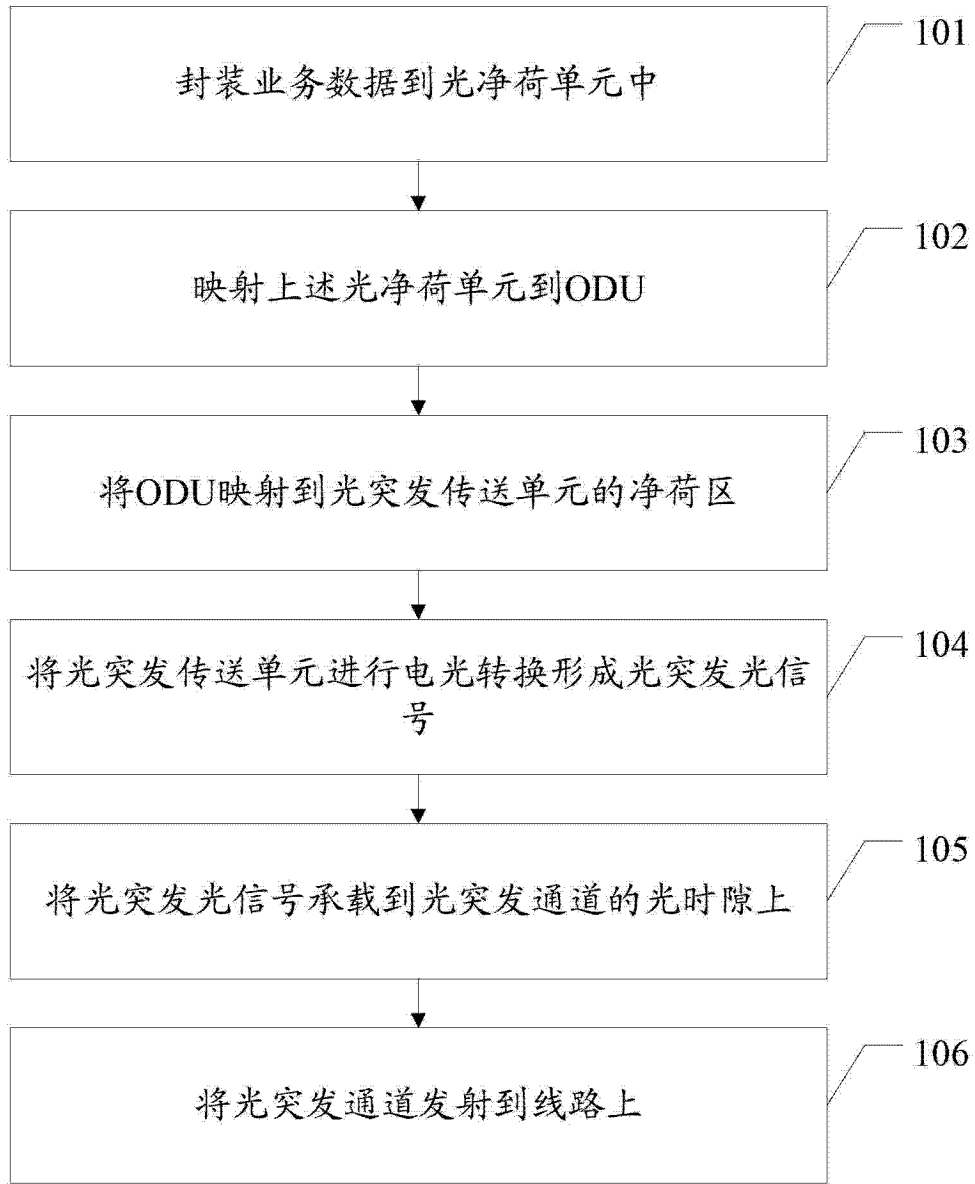 封装业务数据到光净荷单元中
101
映射上述光净荷单元到ODU
102
将ODU映射到光突发传送单元的净荷区
103
将光突发传送单元进行电光转换形成光突发光信
号
104
将光突发光信号承载到光突发通道的光时隙上
105
将光突发通道发射到线路上
106